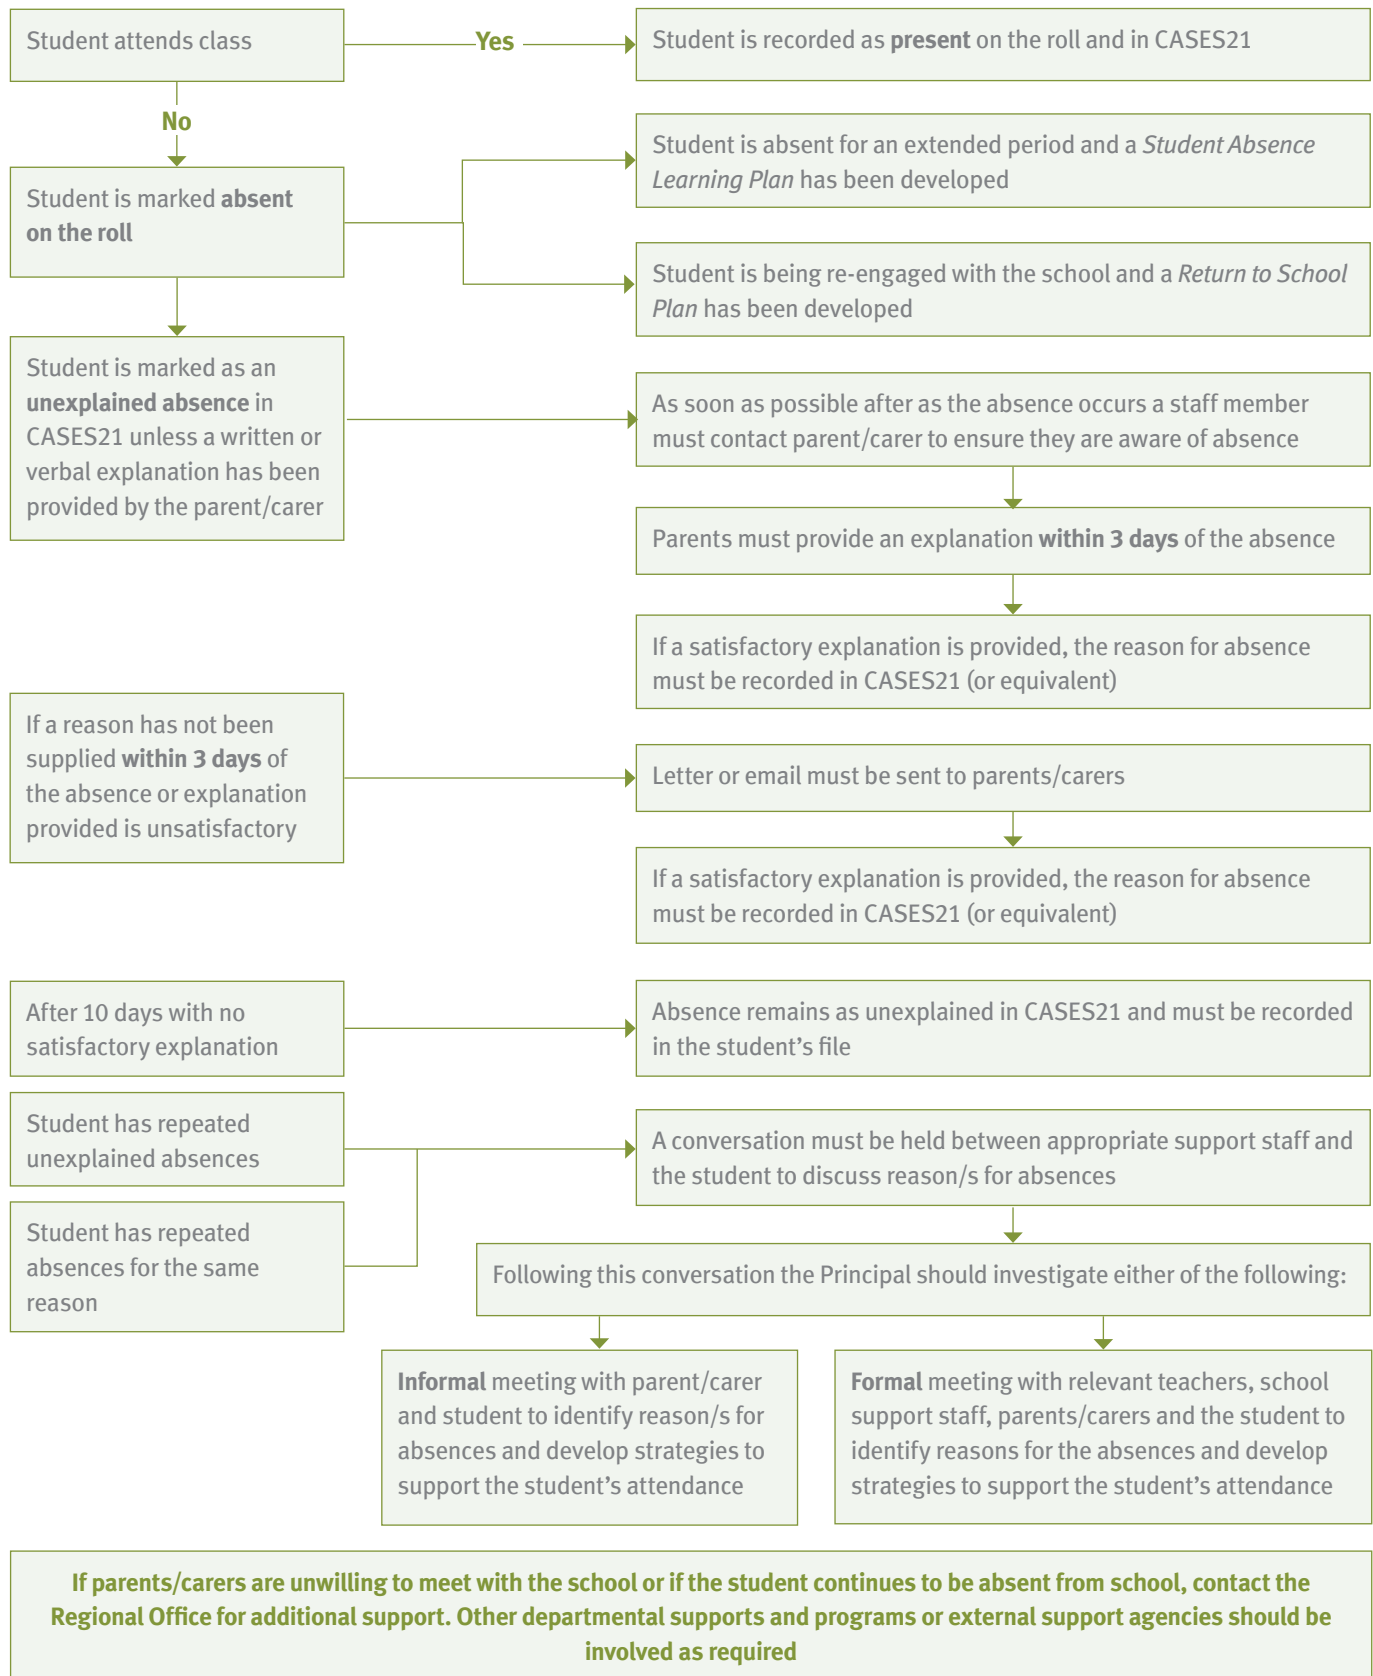 Student attends class
Yes
Student is recorded as present on the roll and in CASES21
No
Student is marked absent
on the roll
Student is absent for an extended period and a Student Absence
Learning Plan has been developed
Student is being re-engaged with the school and a Return to School
Plan has been developed
Student is marked as an
unexplained absence in
CASES21 unless a written or
verbal explanation has been
provided by the parent/carer
As soon as possible after as the absence occurs a staff member
must contact parent/carer to ensure they are aware of absence
Parents must provide an explanation within 3 days of the absence
If a satisfactory explanation is provided, the reason for absence
must be recorded in CASES21 (or equivalent)
If a reason has not been
supplied within 3 days of
the absence or explanation
provided is unsatisfactory
Letter or email must be sent to parents/carers
If a satisfactory explanation is provided, the reason for absence
must be recorded in CASES21 (or equivalent)
After 10 days with no
satisfactory explanation
Absence remains as unexplained in CASES21 and must be recorded
in the student’s file
Student has repeated
unexplained absences
Student has repeated
absences for the same
reason
A conversation must be held between appropriate support staff and
the student to discuss reason/s for absences
Following this conversation the Principal should investigate either of the following:
Informal meeting with parent/carer
and student to identify reason/s for
absences and develop strategies to
support the student’s attendance
Formal meeting with relevant teachers, school
support staff, parents/carers and the student to
identify reasons for the absences and develop
strategies to support the student’s attendance
If parents/carers are unwilling to meet with the school or if the student continues to be absent from school, contact the
Regional Office for additional support. Other departmental supports and programs or external support agencies should be
involved as required